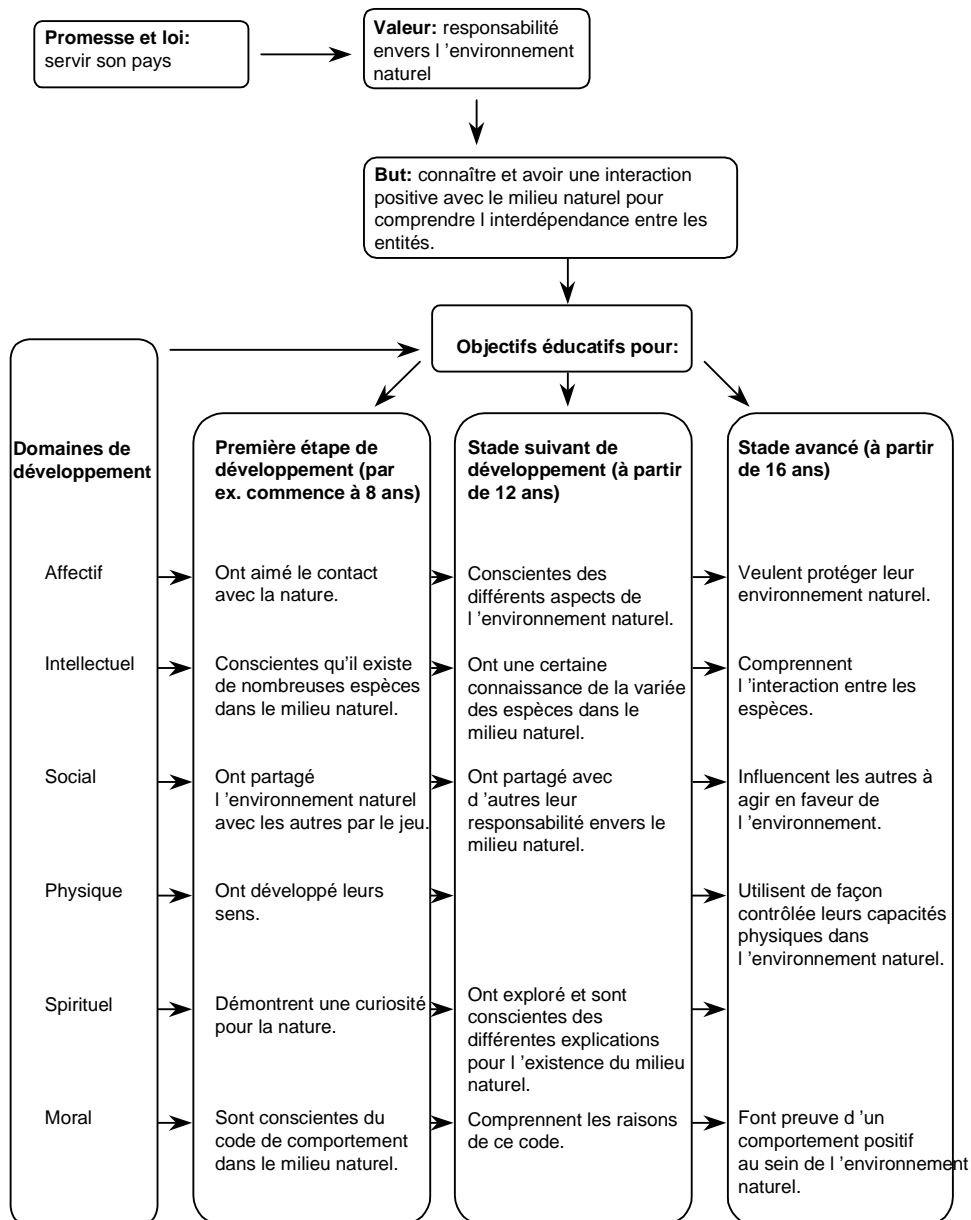 Promesse et loi:
servir son pays
Valeur: responsabilité
envers l ’environnement
naturel
But: connaître et avoir une interaction
positive avec le milieu naturel pour
comprendre l interdépendance entre les
entités.
Objectifs éducatifs pour:
Domaines de
développement
Première étape de
développement (par
ex. commence à 8 ans)
Stade suivant de
développement (à partir
de 12 ans)
Stade avancé (à partir
de 16 ans)
Affectif
Ont aimé le contact
avec la nature.
Conscientes des
différents aspects de
l ’environnement naturel.
Veulent protéger leur
environnement naturel.
Intellectuel
Conscientes qu’il existe
de nombreuses espèces
dans le milieu naturel.
Ont une certaine
connaissance de la variée
des espèces dans le
milieu naturel.
Comprennent
l ’interaction entre les
espèces.
Social
Ont partagé
l ’environnement naturel
avec les autres par le jeu.
Ont partagé avec
d ’autres leur
responsabilité envers le
milieu naturel.
Influencent les autres à
agir en faveur de
l ’environnement.
Physique
Ont développé leurs
sens.
Utilisent de façon
contrôlée leurs capacités
physiques dans
l ’environnement naturel.
Spirituel
Démontrent une curiosité
pour la nature.
Ont exploré et sont
conscientes des
différentes explications
pour l ’existence du milieu
naturel.
Moral
Sont conscientes du
code de comportement
dans le milieu naturel.
Comprennent les raisons
de ce code.
Font preuve d ’un
comportement positif
au sein de l ’environnement
naturel.